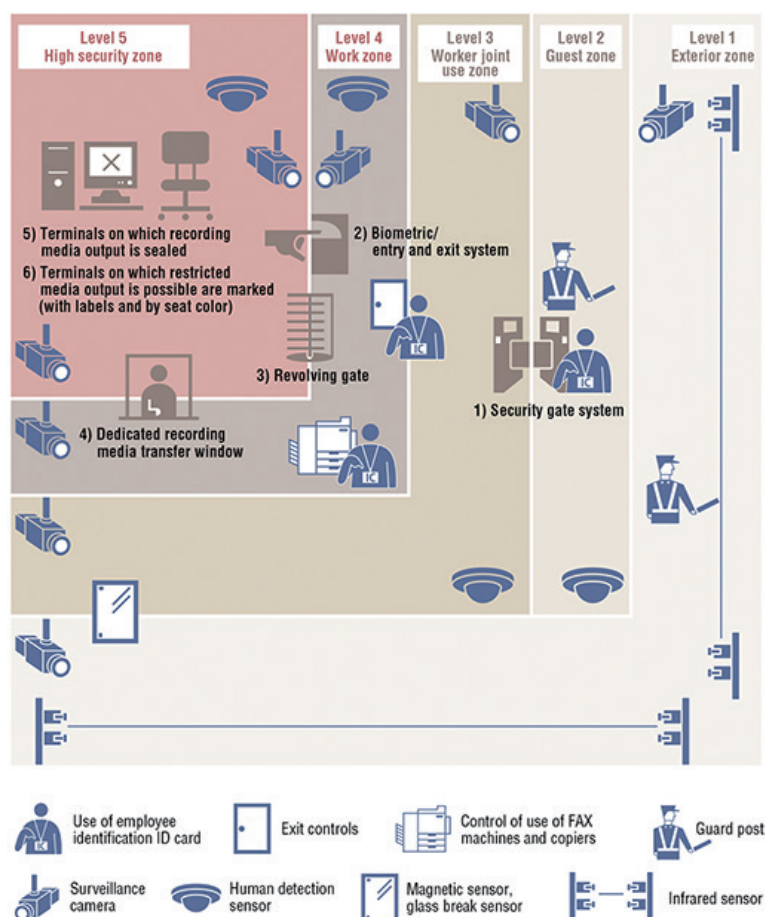 Level 5
High security zone
Level 4
Work zone
Level 3
Worker joint
use zone
Level 2
Guest zone
Level 1
Exterior zone
5) Terminals on which recording
media output is sealed
6) Terminals on which restricted
media output is possible are marked
(with labels and by seat color)
2) Biometric/
entry and exit system
IC
3) Revolving gate
IC
1) Security gate system
4) Dedicated recording
media transfer window
IC
IC
Use of employee
identification ID card
Exit controls
Control of use of FAX
machines and copiers
Guard post
Surveillance
camera
Human detection
sensor
Magnetic sensor,
glass break sensor
Infrared sensor